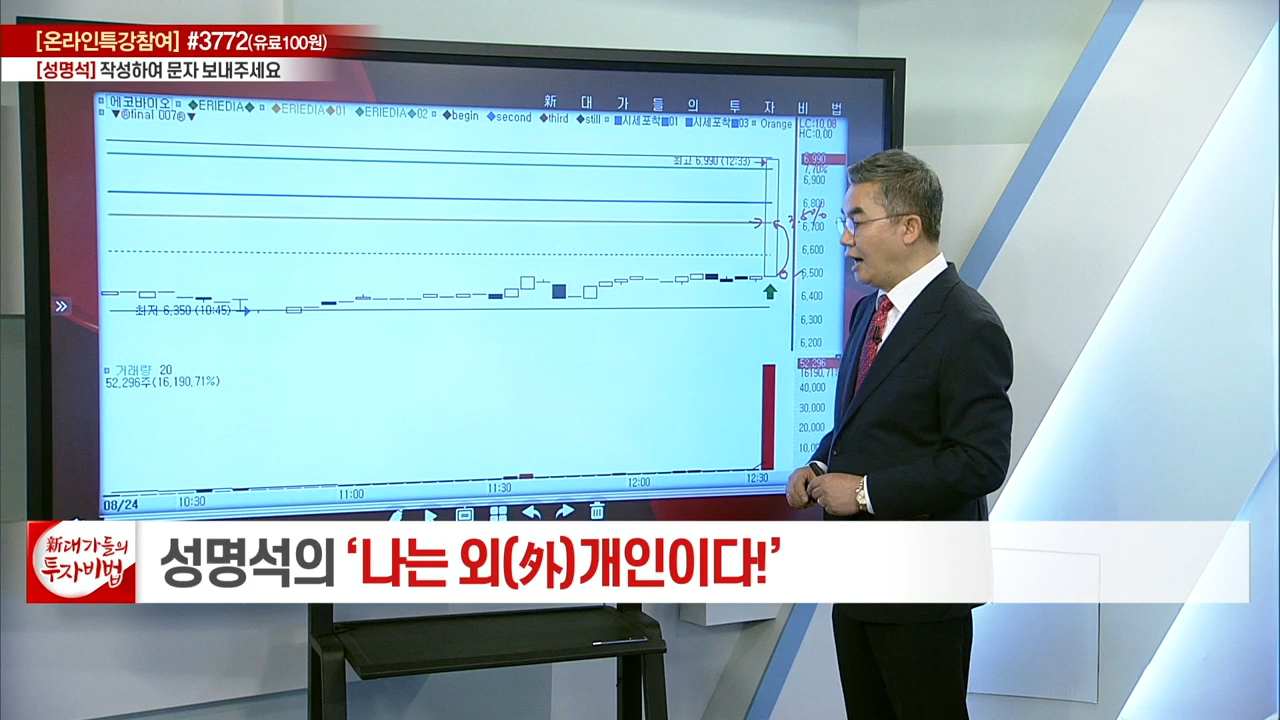 [온라인특강참여] #3772(유료100원)
[성명석] 작성하여 문자 보내주세요
新 대 가 들 의 투 자 비 법
에코바이오 ERIEDIA ERIEDIA 01 ERIEDIA 02 begin second third still 시세포착 01 시세포착 03 Orange
final 007
LC:10,08
HC:0,00
최고 6,990 (12:33)
6,990
7,70%
6,900
6,800
6,700
6,600
6,500
6,400
6,300
6,200
최저 6,350 (10:45)
거래량 20
52,296주(16,190,71%)
52,296
16190,71
40,000
30,000
20,000
08/24 10:30 11:00 11:30 12:00 12:30
新대가들의
투자비법
성명석의 ‘나는 외(外)개인이다!’